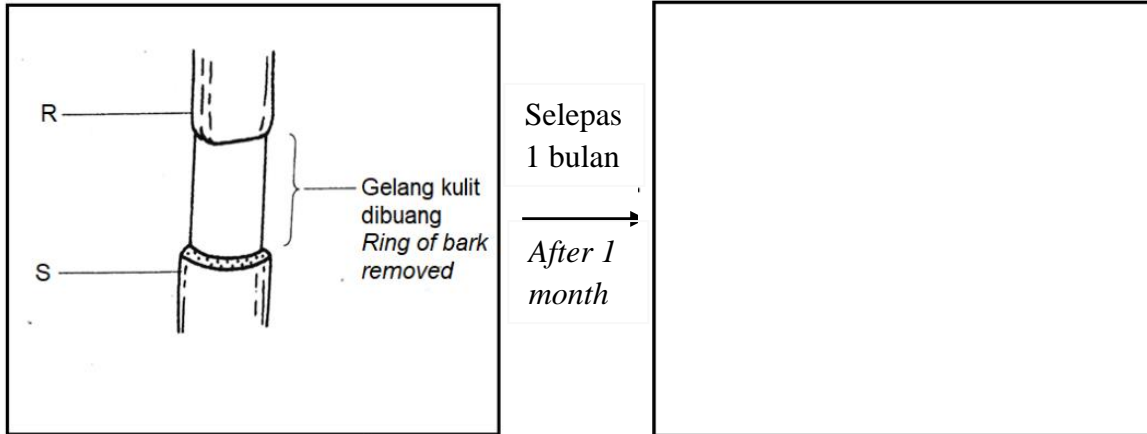 R
Gelang kulit
dibuang
Ring of bark
removed
S
Selepas
1 bulan
After 1
month